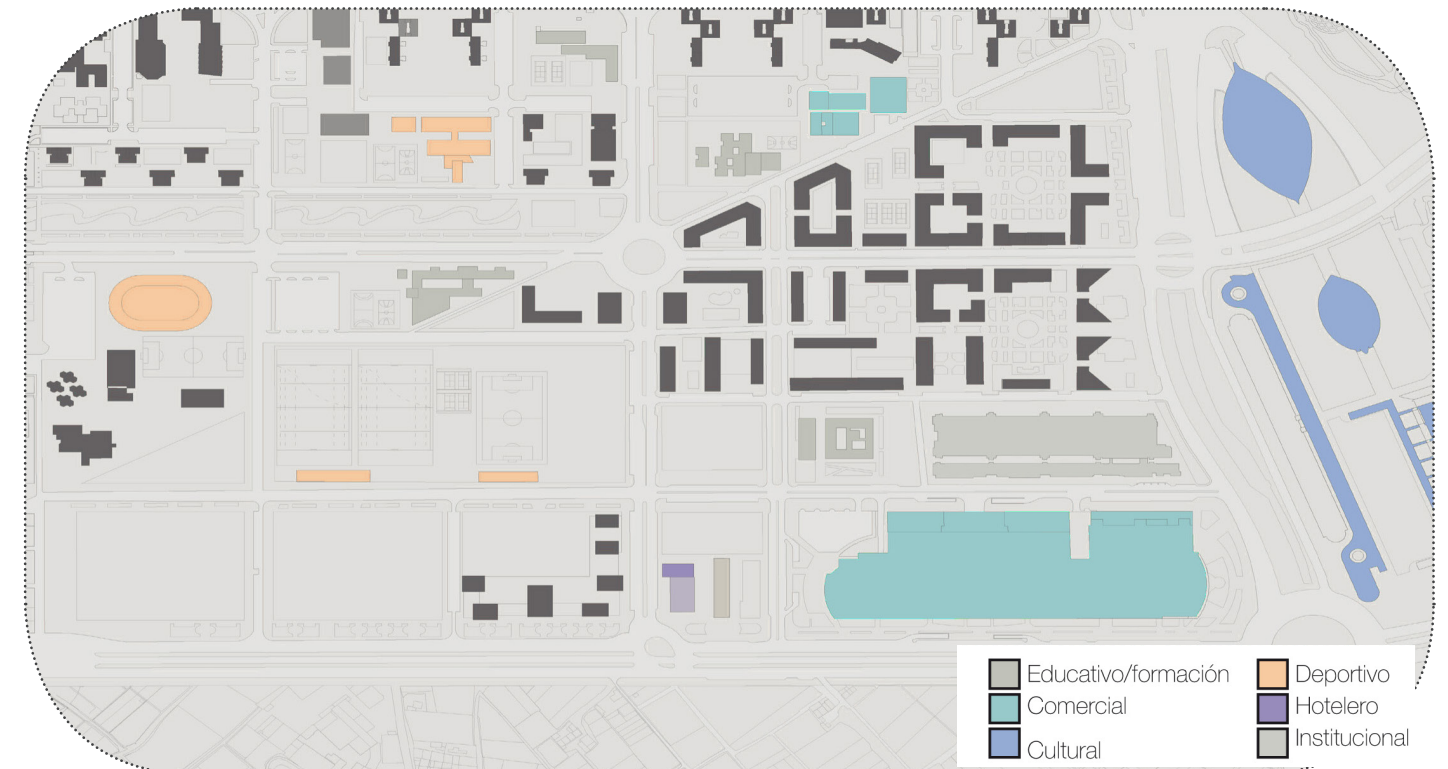 Educativo/formación
Comercial
Cultural
Deportivo
Hotelero
Institucional